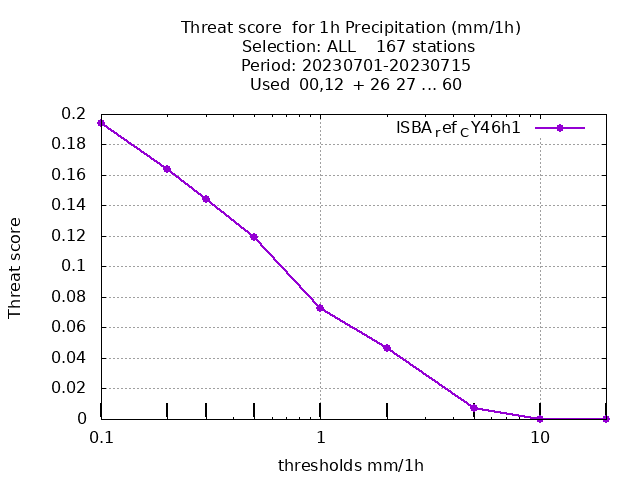 Threat score  for 1h Precipitation (mm/1h)
Selection: ALL    167 stations
Period: 20230701-20230715
Used  00,12  + 26 27 ... 60
ISBA_ref_CY46h1
0.2
0.18
0.16
0.14
0.12
0.1
0.08
0.06
0.04
0.02
0
Threat score
0.1
1
10
thresholds mm/1h